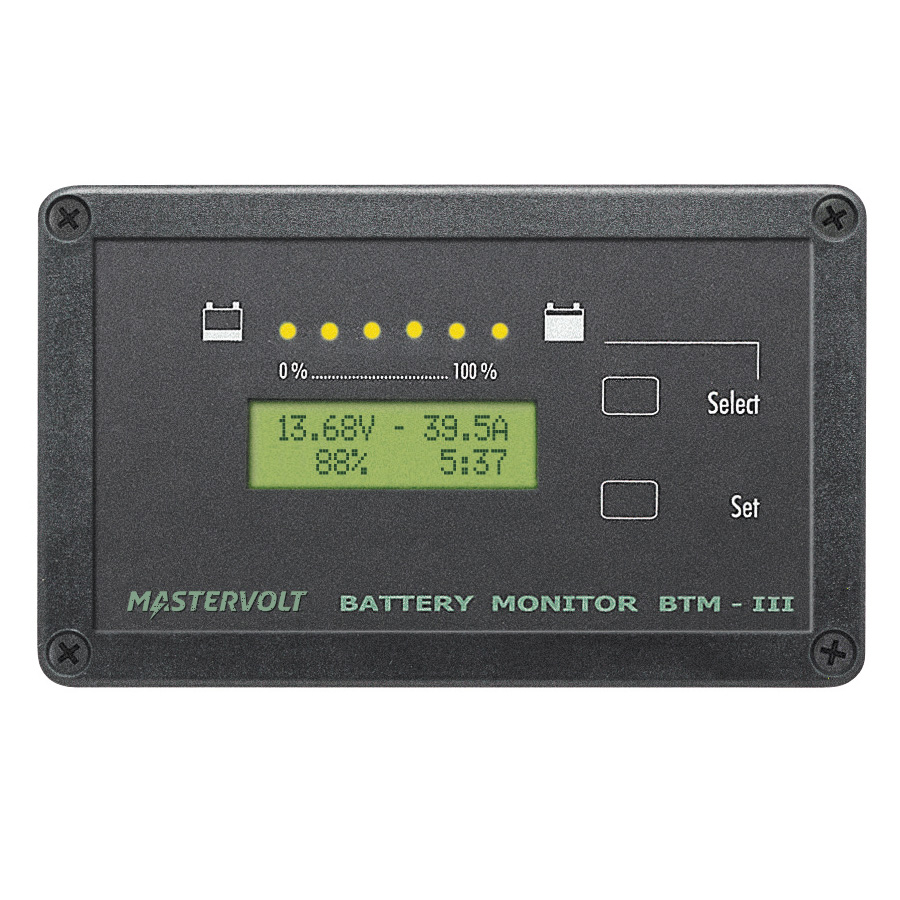 0 %........................100 %
13.68V - 39.5A
88% 5:37
Select
Set
MASTERVOLT BATTERY MONITOR BTM - III